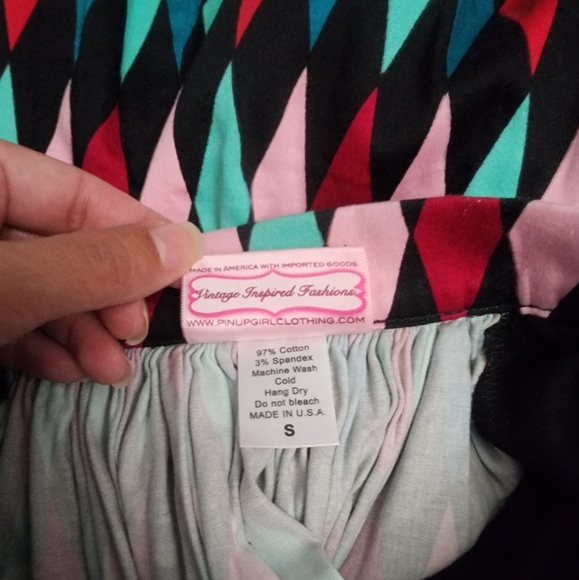 MADE IN AMERICA WITH IMPORTED GOODS.
Vintage Inspired Fashions
WWW.PINUPGIRLCLOTHING.COM
97% Cotton
3% Spandex
Machine Wash
Cold
Hang Dry
Do not bleach
MADE IN U.S.A.
S